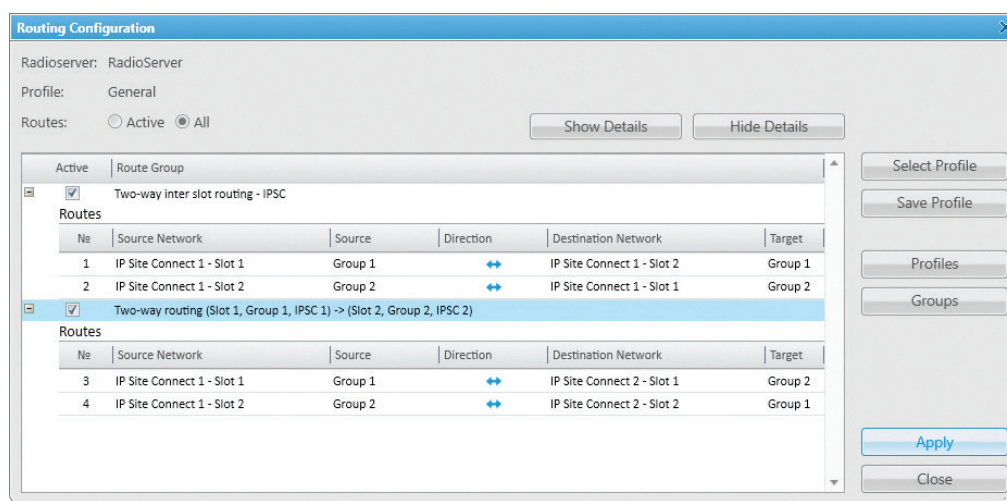 Routing Configuration
Radioserver: RadioServer
Profile: General
Routes: Active All
Show Details Hide Details
Active Route Group
Select Profile
Two-way inter slot routing - IPSC
Save Profile
Routes
№ Source Network Source Direction Destination Network Target
1 IP Site Connect 1 - Slot 1 Group 1 IP Site Connect 1 - Slot 2 Group 1
Profiles
2 IP Site Connect 1 - Slot 2 Group 2 IP Site Connect 1 - Slot 1 Group 2
Groups
Two-way routing (Slot 1, Group 1, IPSC 1) -> (Slot 2, Group 2, IPSC 2)
Routes
№ Source Network Source Direction Destination Network Target
3 IP Site Connect 1 - Slot 1 Group 1 IP Site Connect 2 - Slot 1 Group 2
4 IP Site Connect 1 - Slot 2 Group 2 IP Site Connect 2 - Slot 2 Group 1
Apply
Close